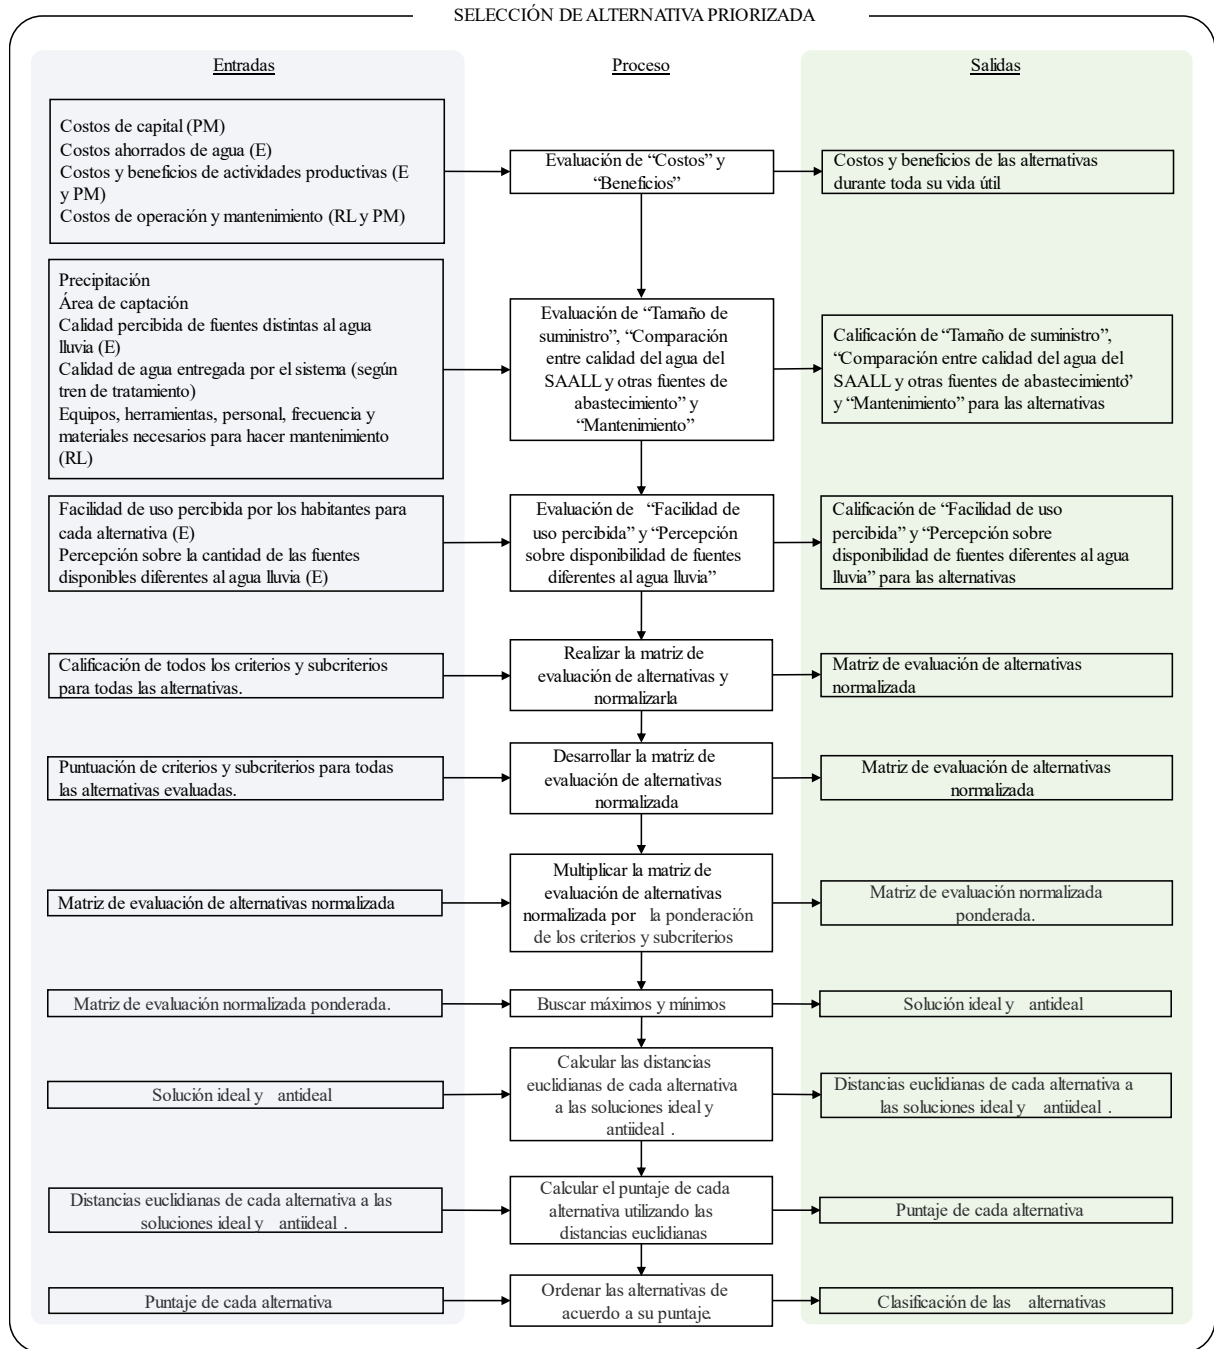 SELECCIÓN DE ALTERNATIVA PRIORIZADA
Entradas
Proceso
Salidas
Costos de capital (PM)
Costos ahorrados de agua (E)
Costos y beneficios de actividades productivas (E
y PM)
Costos de operación y mantenimiento (RL y PM)
Evaluación de “Costos” y
“Beneficios”
Costos y beneficios de las alternativas
durante toda su vida útil
Precipitación
Área de captación
Calidad percibida de fuentes distintas al agua
lluvia (E)
Calidad de agua entregada por el sistema (según
tren de tratamiento)
Equipos, herramientas, personal, frecuencia y
materiales necesarios para hacer mantenimiento
(RL)
Evaluación de “Tamaño de
suministro”, “Comparación
entre calidad del agua del
SAALL y otras fuentes de
abastecimiento” y
“Mantenimiento”
Calificación de “Tamaño de suministro”,
“Comparación entre calidad del agua del
SAALL y otras fuentes de abastecimiento”
y “Mantenimiento” para las alternativas
Facilidad de uso percibida por los habitantes para
cada alternativa (E)
Percepción sobre la cantidad de las fuentes
disponibles diferentes al agua lluvia (E)
Evaluación de “Facilidad de
uso percibida” y “Percepción
sobre disponibilidad de fuentes
diferentes al agua lluvia”
Calificación de “Facilidad de uso
percibida” y “Percepción sobre
disponibilidad de fuentes diferentes al agua
lluvia” para las alternativas
Calificación de todos los criterios y subcriterios
para todas las alternativas.
Realizar la matriz de
evaluación de alternativas y
normalizarla
Matriz de evaluación de alternativas
normalizada
Puntuación de criterios y subcriterios para todas
las alternativas evaluadas.
Desarrollar la matriz de
evaluación de alternativas
normalizada
Matriz de evaluación de alternativas
normalizada
Matriz de evaluación de alternativas normalizada
Multiplicar la matriz de
evaluación de alternativas
normalizada por la ponderación
de los criterios y subcriterios
Matriz de evaluación normalizada
ponderada.
Matriz de evaluación normalizada ponderada.
Buscar máximos y mínimos
Solución ideal y antideal
Solución ideal y antideal
Calcular las distancias
euclidianas de cada alternativa
a las soluciones ideal y
antiideal .
Distancias euclidianas de cada alternativa a
las soluciones ideal y antiideal .
Distancias euclidianas de cada alternativa a las
soluciones ideal y antiideal .
Calcular el puntaje de cada
alternativa utilizando las
distancias euclidianas
Puntaje de cada alternativa
Puntaje de cada alternativa
Ordenar las alternativas de
acuerdo a su puntaje.
Clasificación de las alternativas